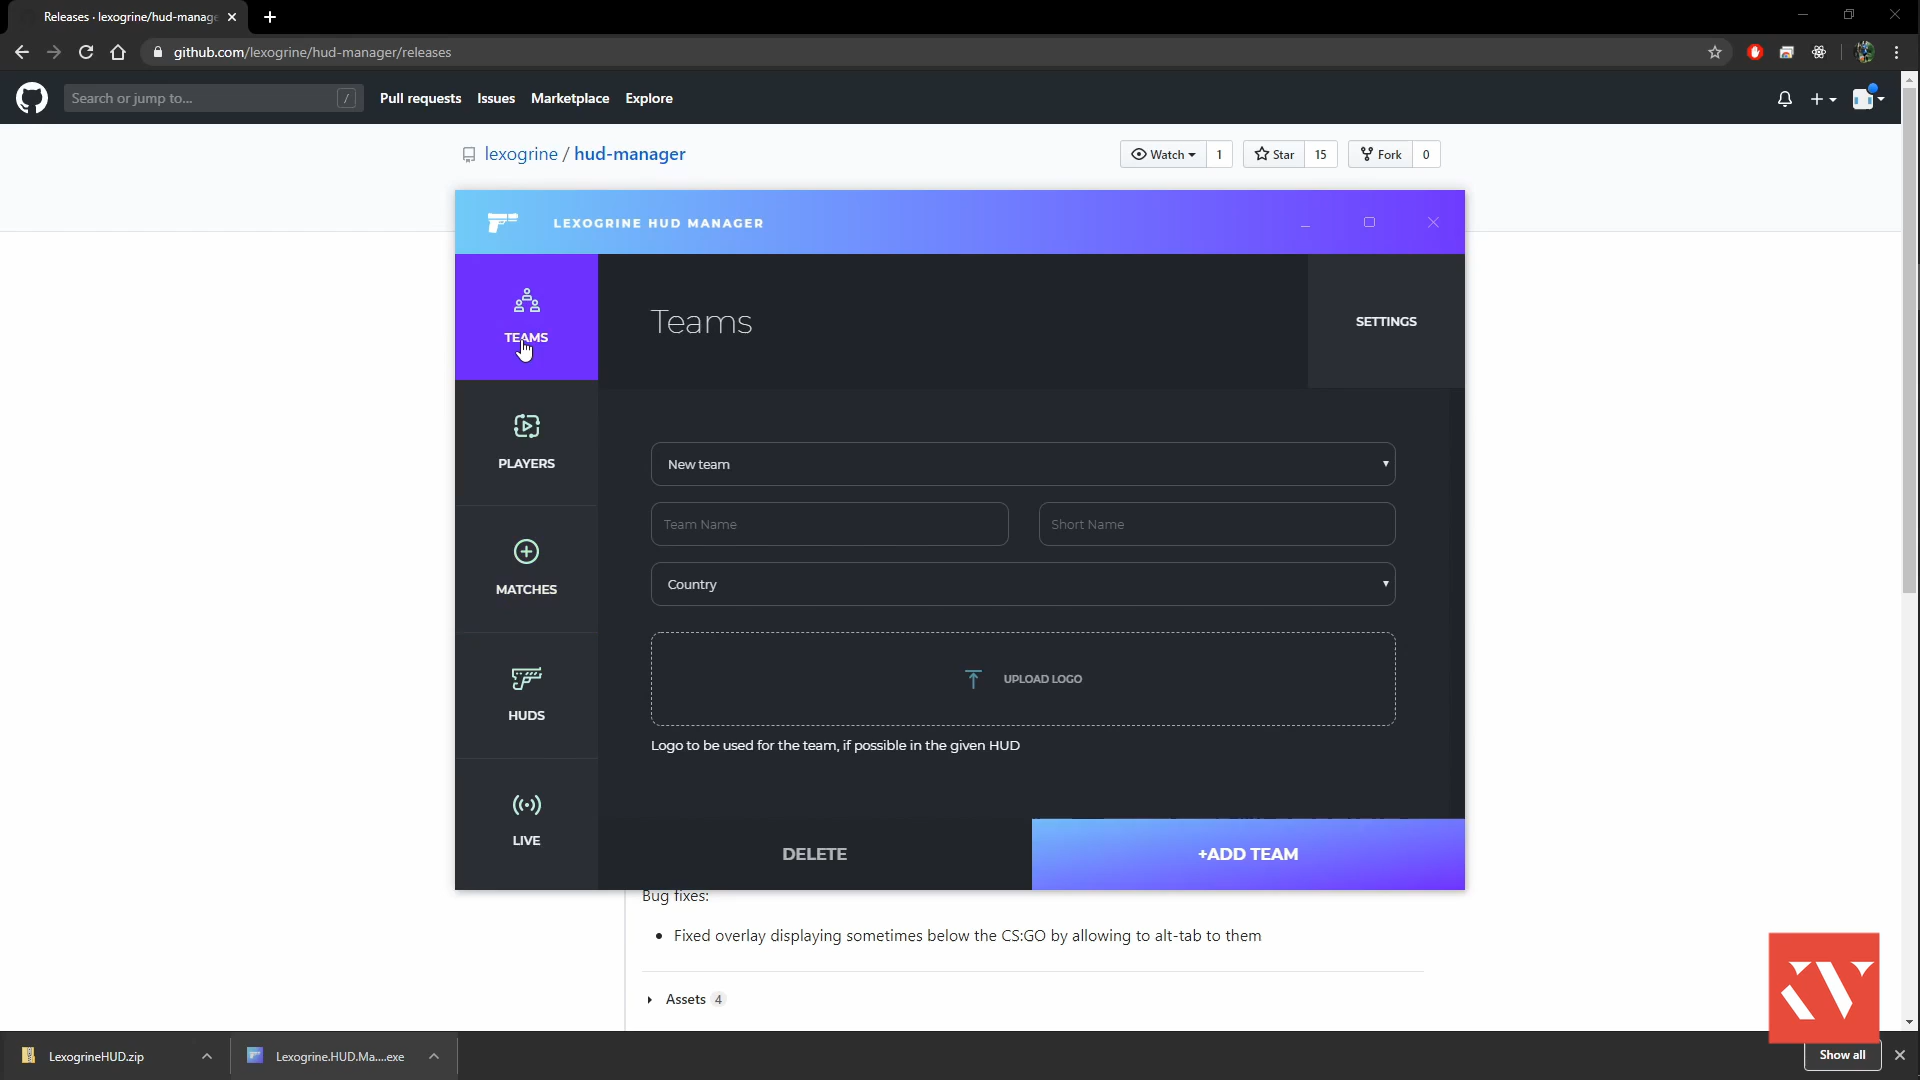 Releases · lexogrine/hud-manage
github.com/lexogrine/hud-manager/releases
Search or jump to...
/
Pull requests
Issues
Marketplace
Explore
lexogrine / hud-manager
Watch
1
Star
15
Fork
0
LEXOGRINE HUD MANAGER
TEAMS
PLAYERS
MATCHES
HUDS
LIVE
Teams
SETTINGS
New team
Team Name
Short Name
Country
UPLOAD LOGO
Logo to be used for the team, if possible in the given HUD
DELETE
+ADD TEAM
Bug fixes:
Fixed overlay displaying sometimes below the CS:GO by allowing to alt-tab to them
Assets 4
LexogrineHUD.zip
Lexogrine.HUD.Ma....exe
Show all